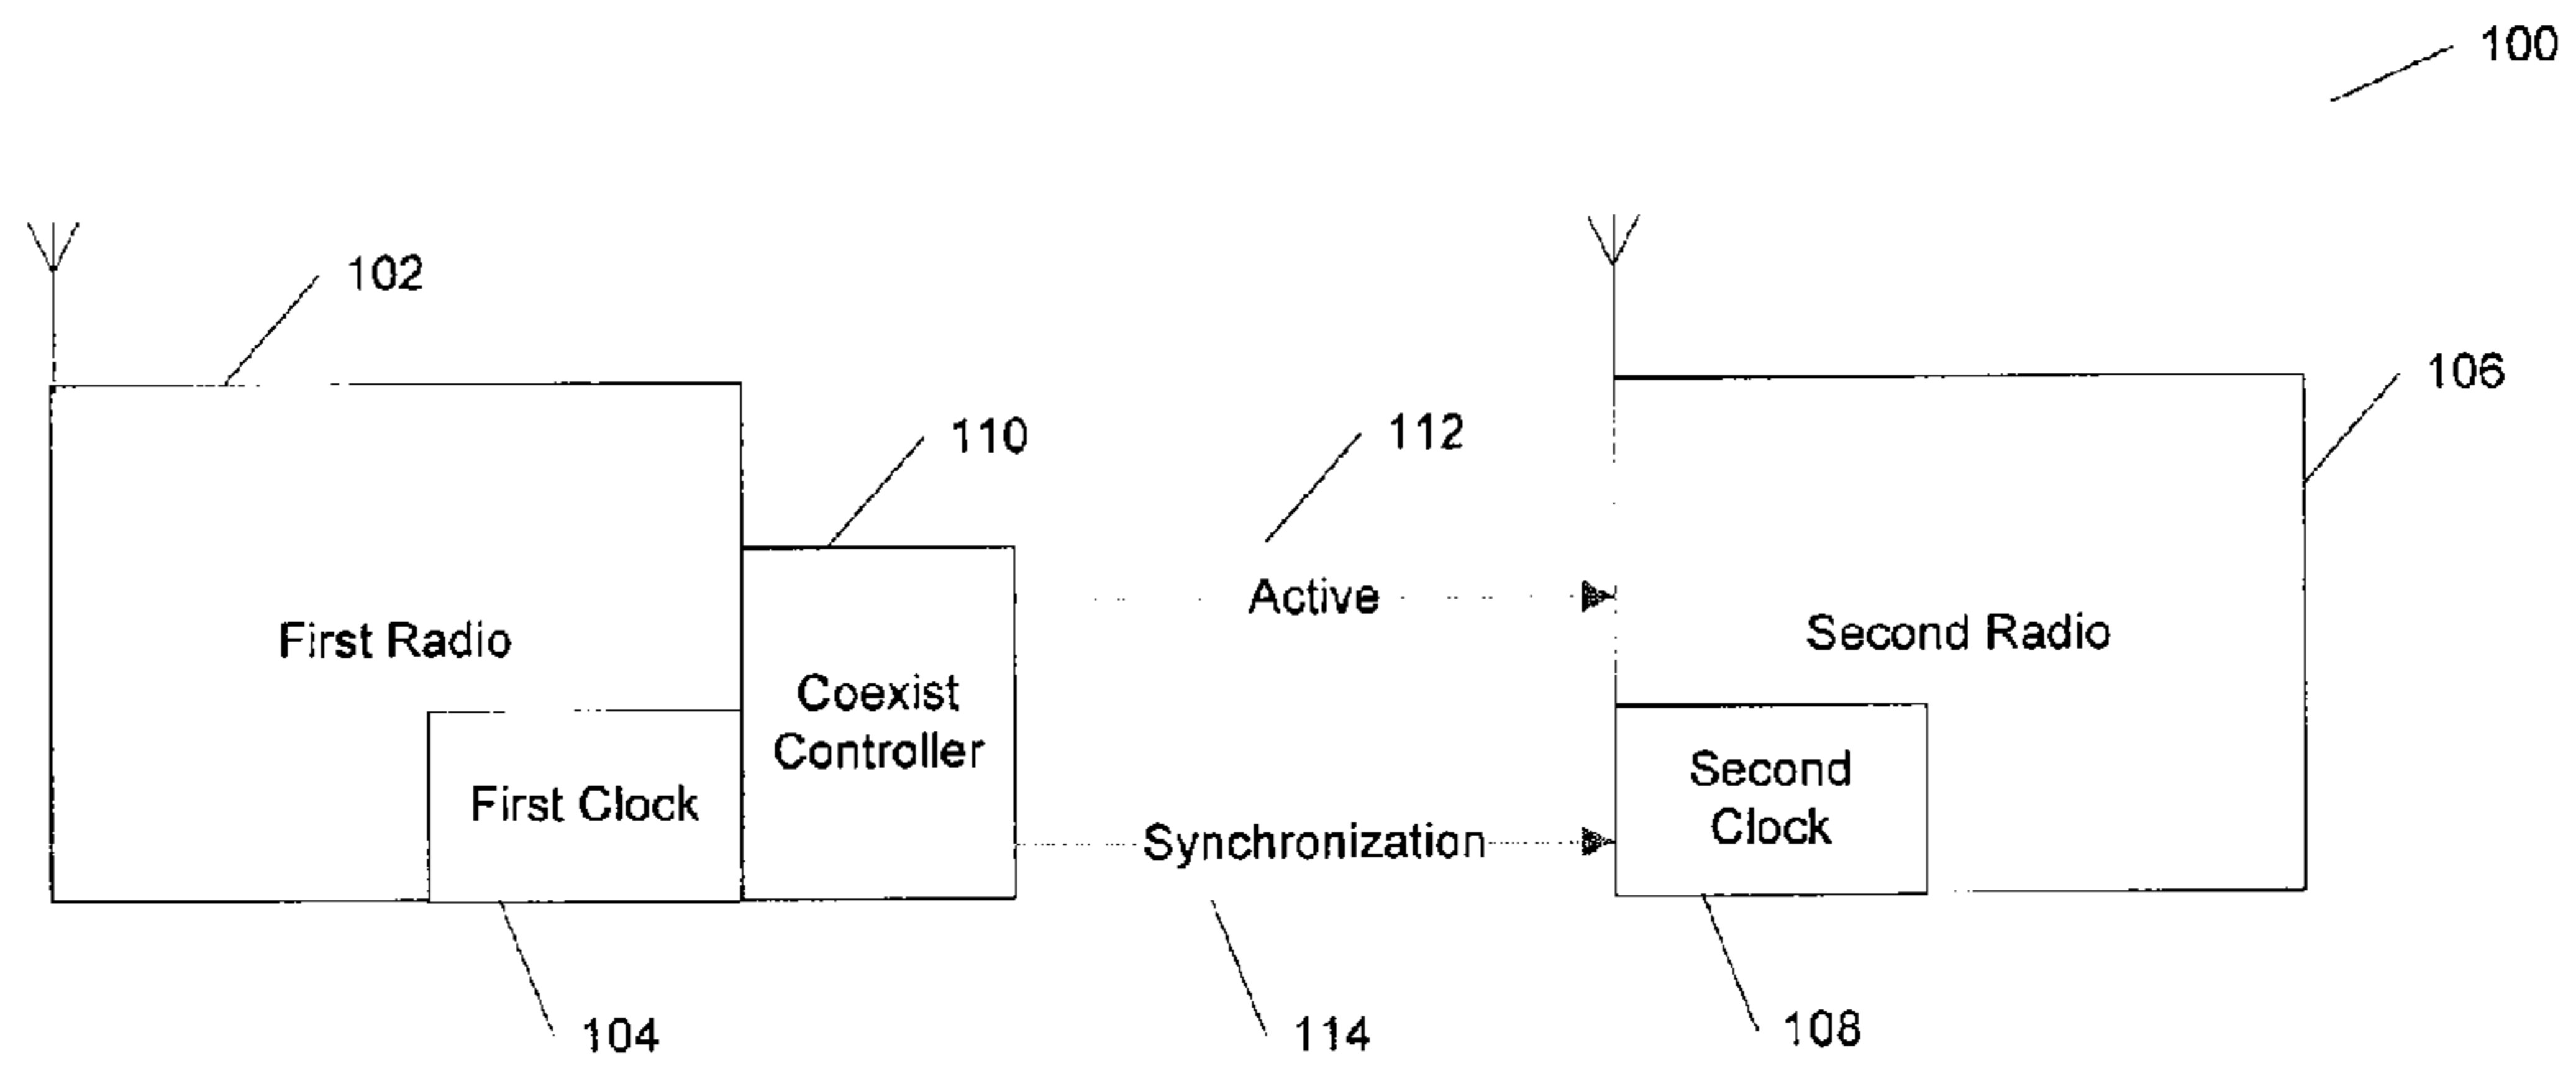 100
102
106
110
112
Active
First Radio
Second Radio
Coexist
Controller
First Clock
Synchronization
Second
Clock
104
114
108